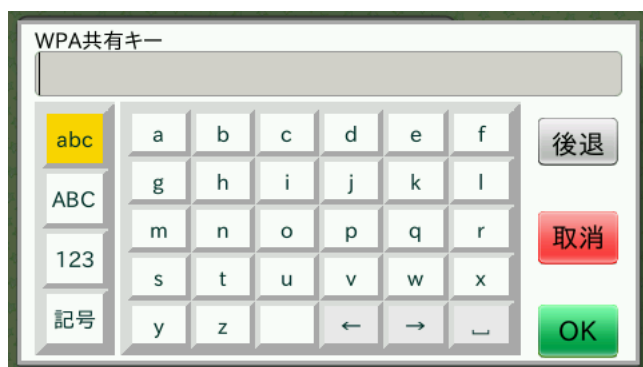 WPA共有キー
abc
ABC
123
記号
a b c d e f
g h i j k l
m n o p q r
s t u v w x
y z ← → ⎵
後退
取消
OK